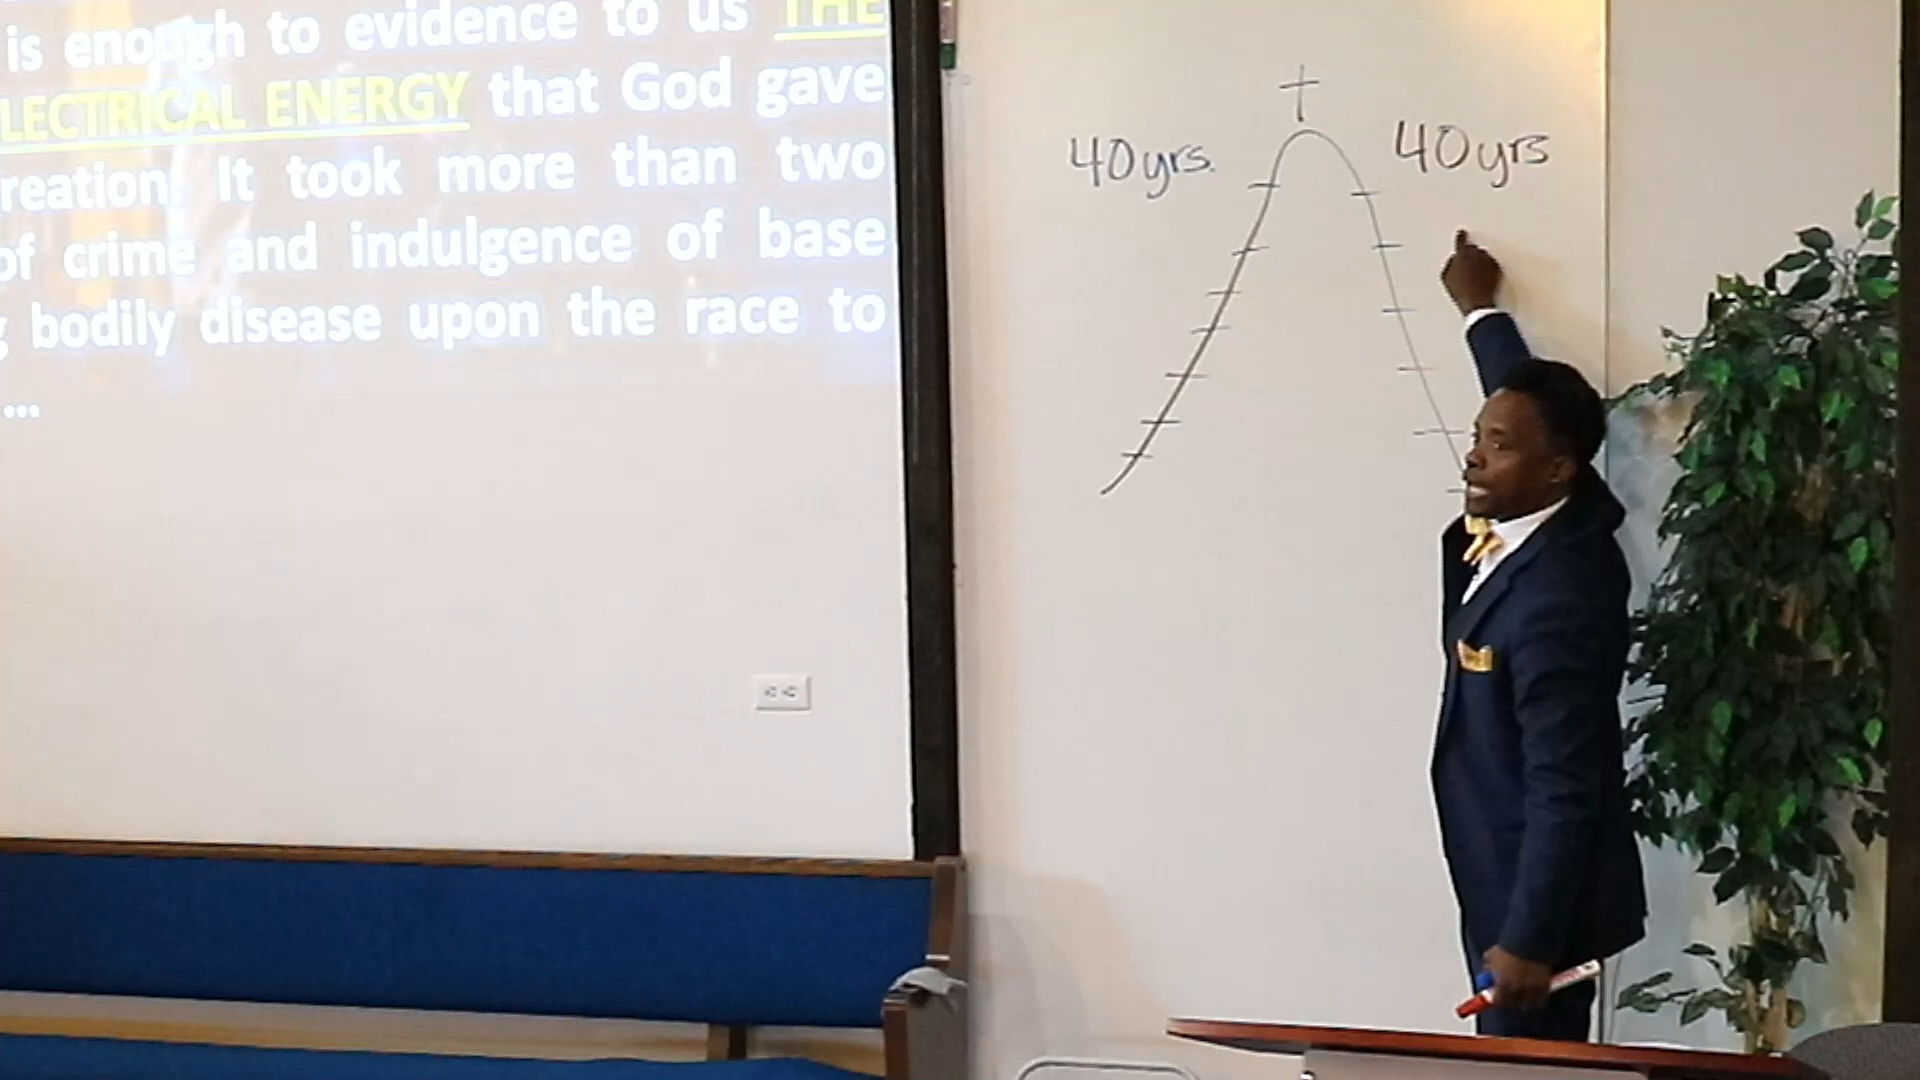 is enough to evidence to us THE
LECTRICAL ENERGY that God gave
reation. It took more than two
of crime and indulgence of base
g bodily disease upon the race to
...
40yrs.
40yrs